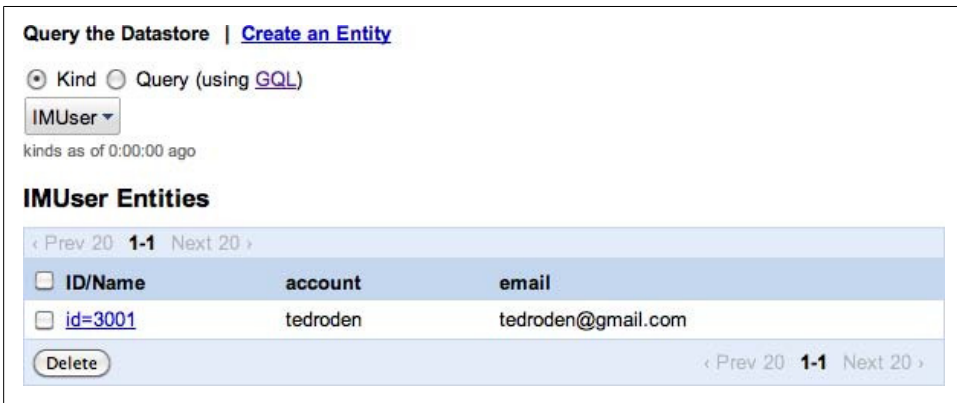 Query the Datastore | Create an Entity
Kind Query (using GQL)
IMUser
kinds as of 0:00:00 ago
IMUser Entities
‹ Prev 20 1-1 Next 20 ›
ID/Name account email
id=3001 tedroden tedroden@gmail.com
Delete ‹ Prev 20 1-1 Next 20 ›